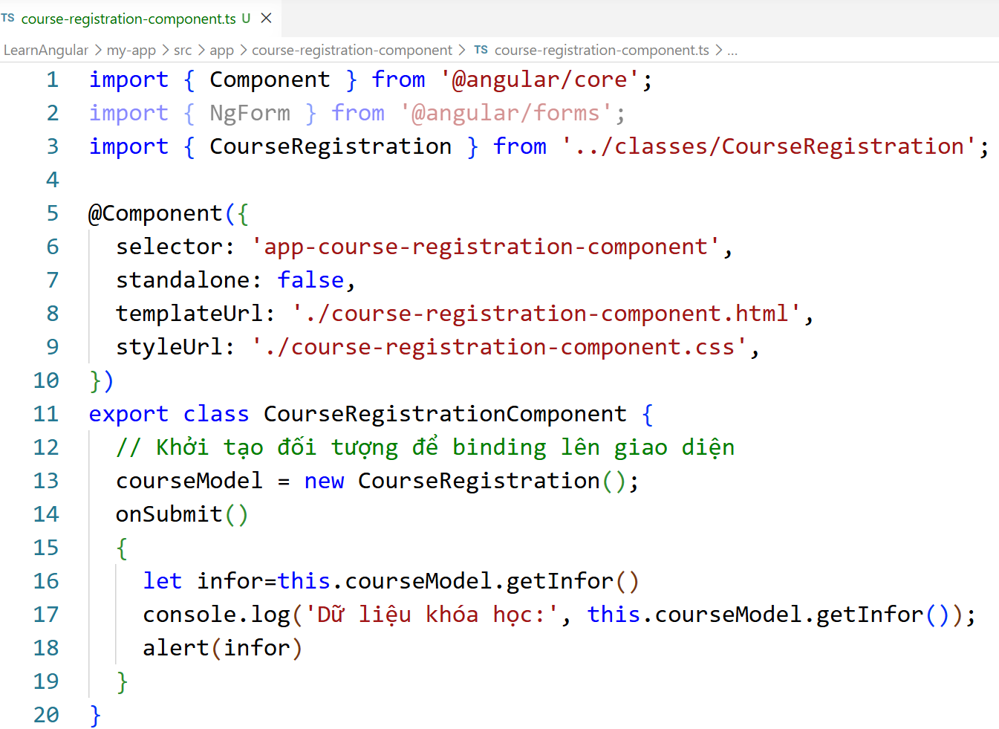 TS course-registration-component.ts U ×
LearnAngular > my-app > src > app > course-registration-component > TS course-registration-component.ts > ...
1 import { Component } from '@angular/core';
2 import { NgForm } from '@angular/forms';
3 import { CourseRegistration } from '../classes/CourseRegistration';
4
5 @Component({
6   selector: 'app-course-registration-component',
7   standalone: false,
8   templateUrl: './course-registration-component.html',
9   styleUrl: './course-registration-component.css',
10 })
11 export class CourseRegistrationComponent {
12   // Khởi tạo đối tượng để binding lên giao diện
13   courseModel = new CourseRegistration();
14   onSubmit()
15   {
16     let infor=this.courseModel.getInfor()
17     console.log('Dữ liệu khóa học:', this.courseModel.getInfor());
18     alert(infor)
19   }
20 }